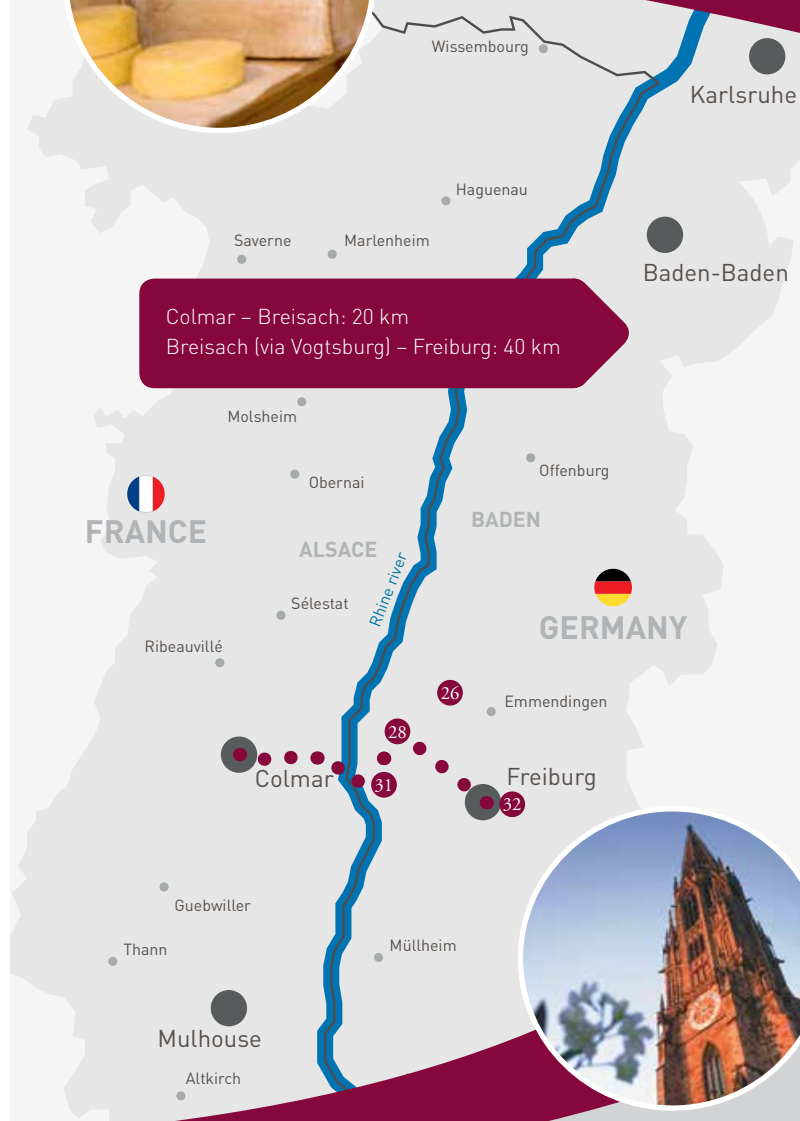 Wissembourg
Karlsruhe
Haguenau
Saverne
Marlenheim
Baden-Baden
Colmar – Breisach: 20 km
Breisach (via Vogtsburg) – Freiburg: 40 km
Molsheim
Offenburg
Obernai
FRANCE
BADEN
ALSACE
Rhine river
Sélestat
GERMANY
Ribeauvillé
26
Emmendingen
28
Colmar
31
Freiburg
32
Guebwiller
Thann
Müllheim
Mulhouse
Altkirch